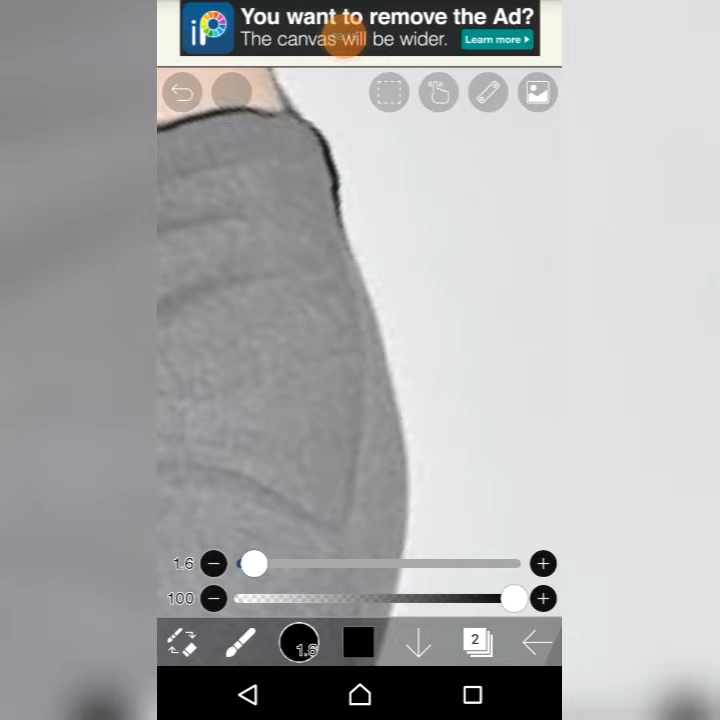 iP
You want to remove the Ad?
The canvas will be wider.
Learn more
1.6
100
1.6
2